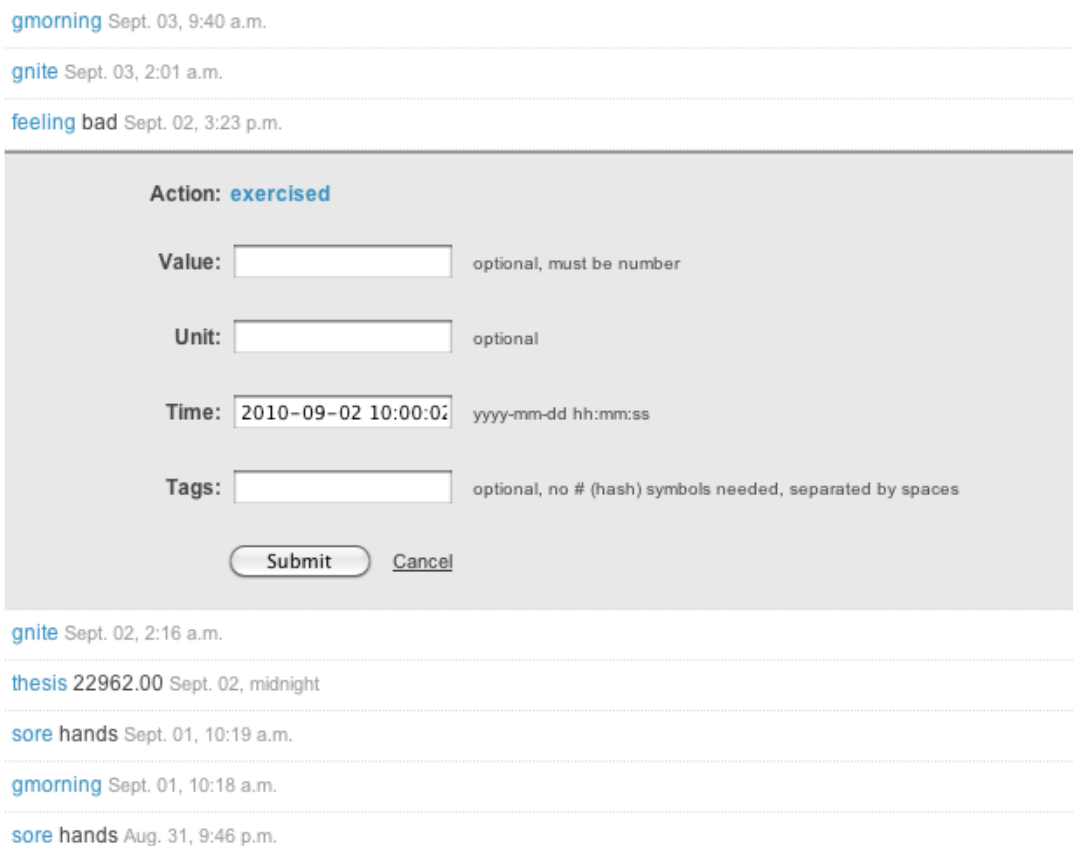 gmorning Sept. 03, 9:40 a.m.
gnite Sept. 03, 2:01 a.m.
feeling bad Sept. 02, 3:23 p.m.
Action: exercised
Value: optional, must be number
Unit: optional
Time: 2010-09-02 10:00:02 yyyy-mm-dd hh:mm:ss
Tags: optional, no # (hash) symbols needed, separated by spaces
Submit Cancel
gnite Sept. 02, 2:16 a.m.
thesis 22962.00 Sept. 02, midnight
sore hands Sept. 01, 10:19 a.m.
gmorning Sept. 01, 10:18 a.m.
sore hands Aug. 31, 9:46 p.m.